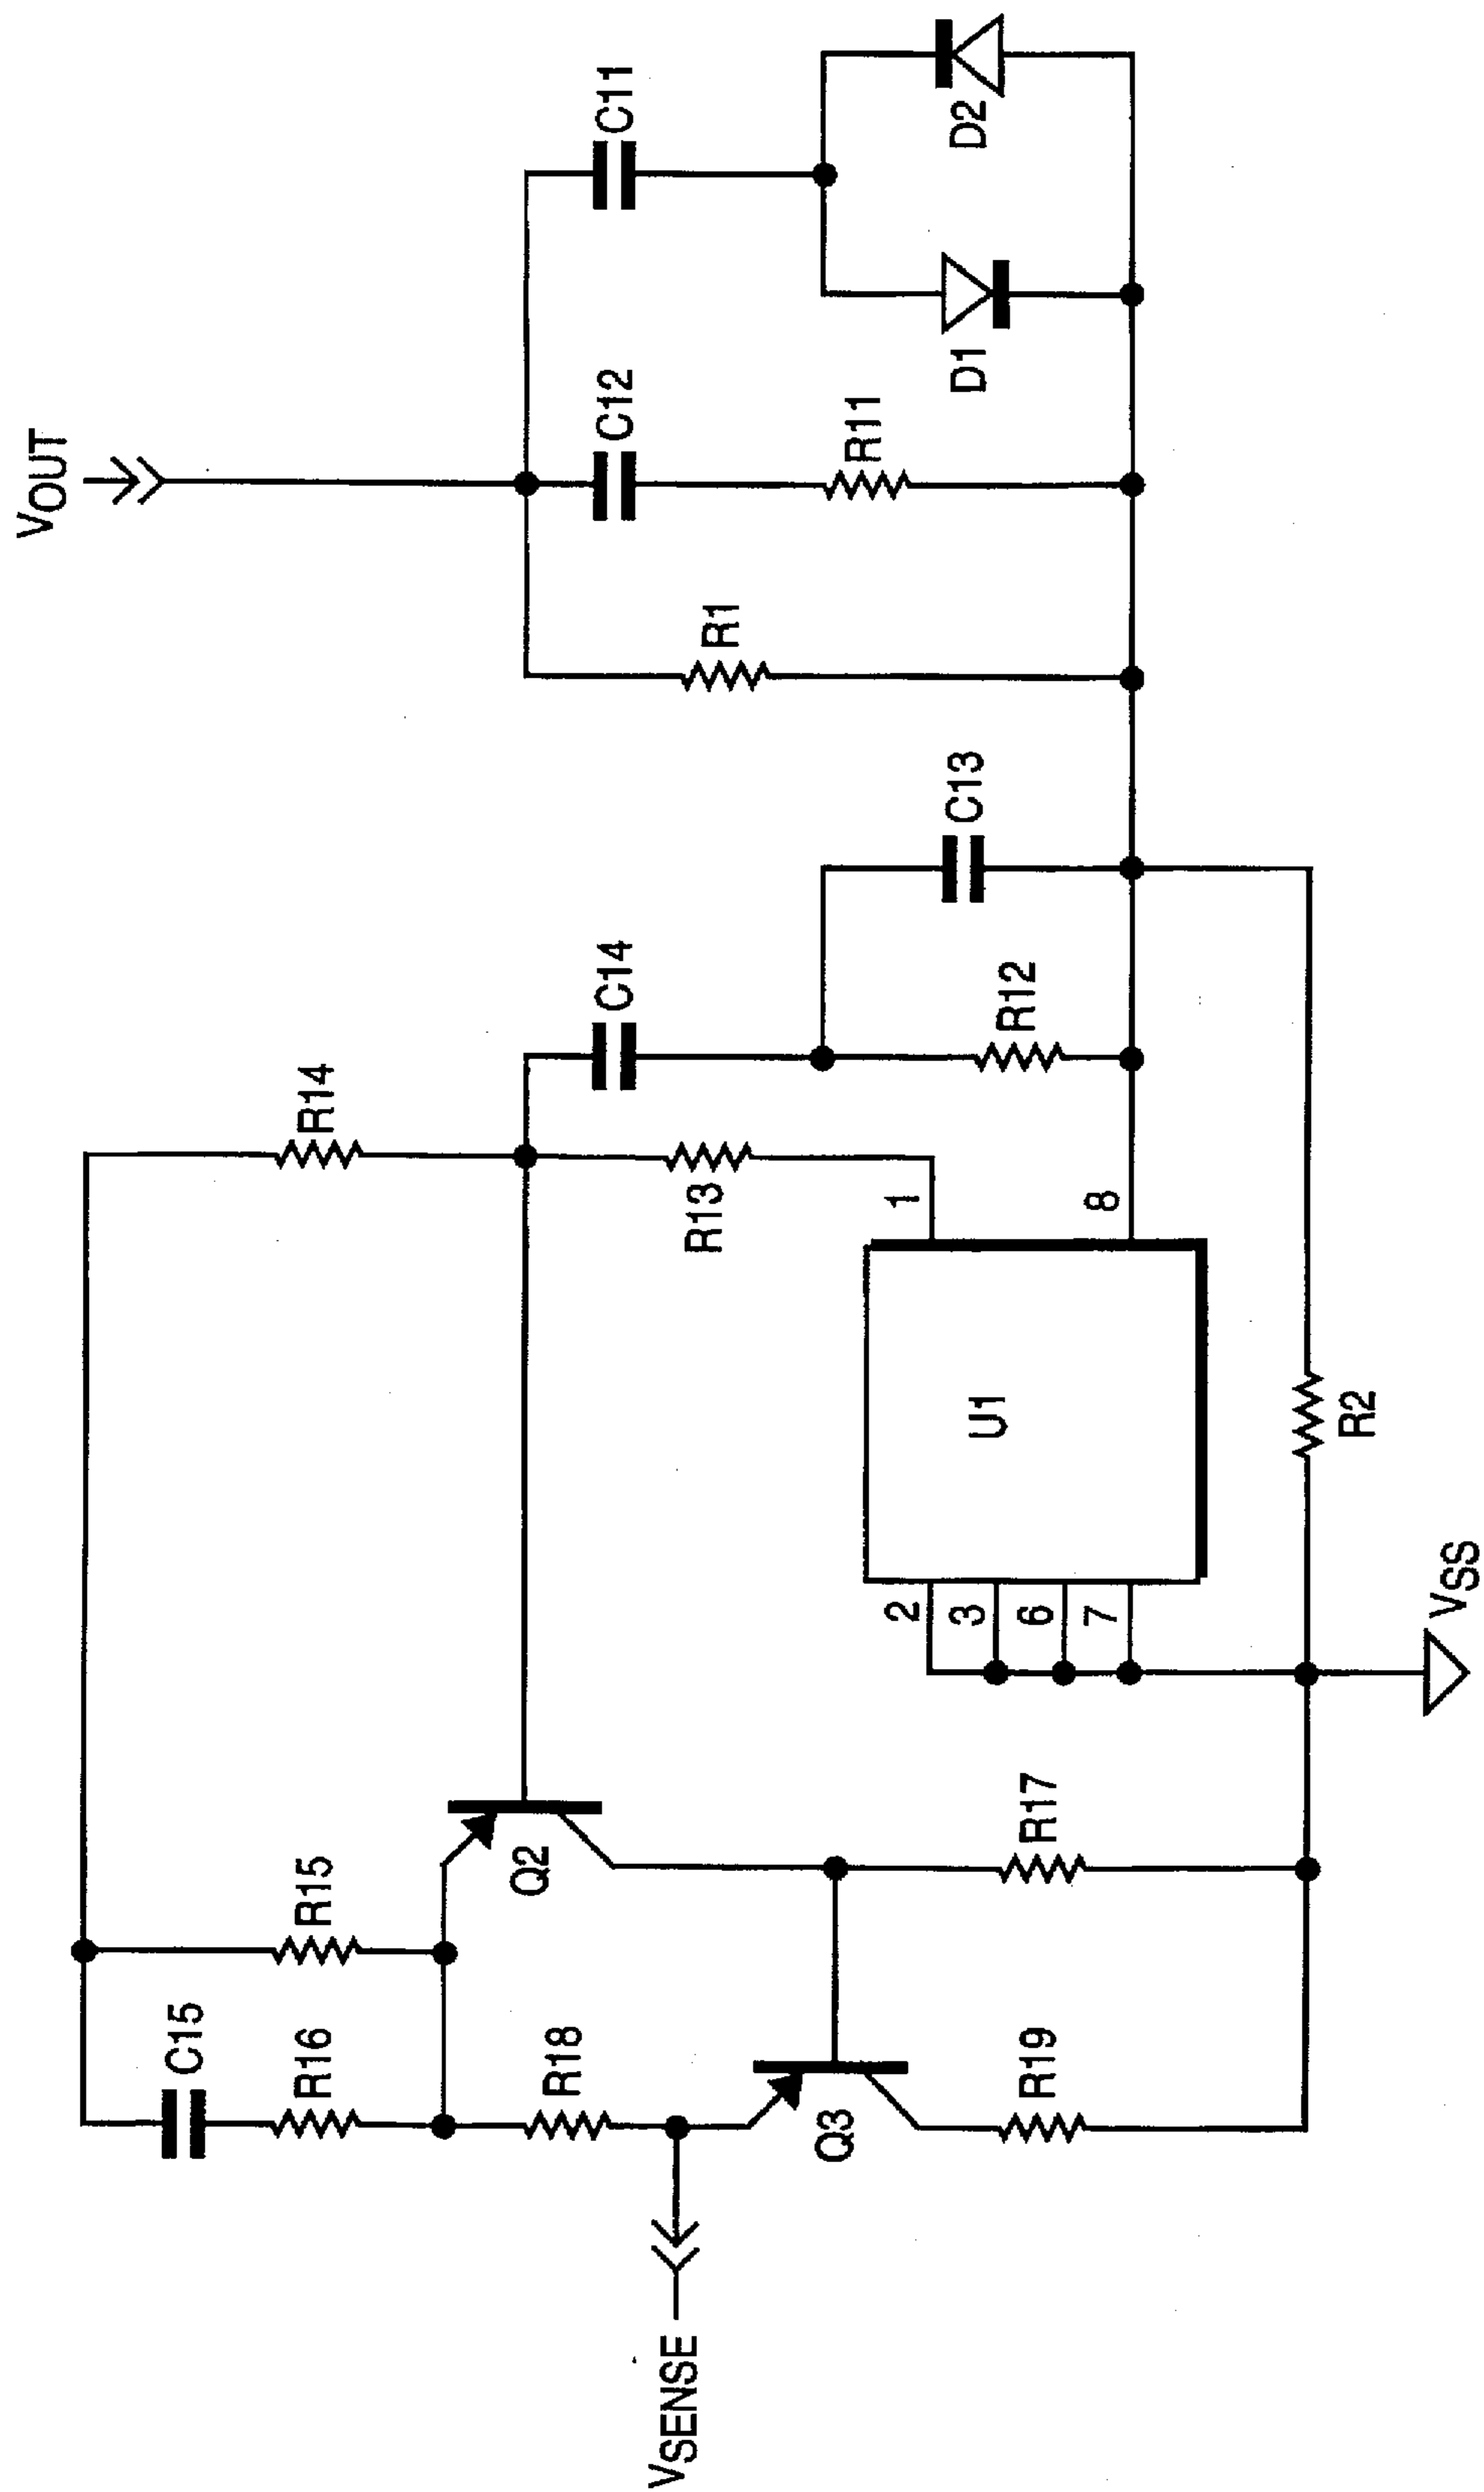 VOUT
C11
C12
R11
D2
D1
R1
C13
C14
R12
R14
R13
1
8
U1
R2
2
3
6
7
VSS
Q2
R17
R15
C15
R16
R18
Q3
R19
VSENSE